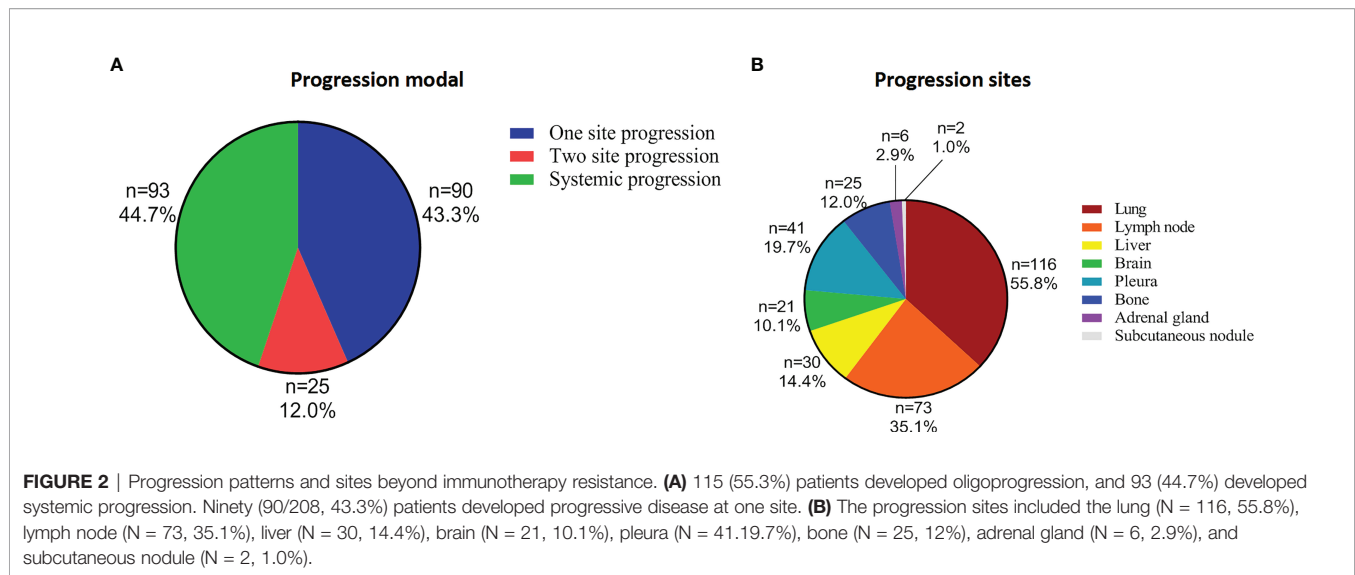 A
Progression modal
One site progression
Two site progression
Systemic progression
n=93
44.7%
n=90
43.3%
n=25
12.0%
B
Progression sites
n=6
2.9%
n=2
1.0%
n=25
12.0%
n=41
19.7%
n=21
10.1%
n=30
14.4%
n=73
35.1%
n=116
55.8%
Lung
Lymph node
Liver
Brain
Pleura
Bone
Adrenal gland
Subcutaneous nodule
FIGURE 2 | Progression patterns and sites beyond immunotherapy resistance. (A) 115 (55.3%) patients developed oligoprogression, and 93 (44.7%) developed
systemic progression. Ninety (90/208, 43.3%) patients developed progressive disease at one site. (B) The progression sites included the lung (N = 116, 55.8%),
lymph node (N = 73, 35.1%), liver (N = 30, 14.4%), brain (N = 21, 10.1%), pleura (N = 41.19.7%), bone (N = 25, 12%), adrenal gland (N = 6, 2.9%), and
subcutaneous nodule (N = 2, 1.0%).